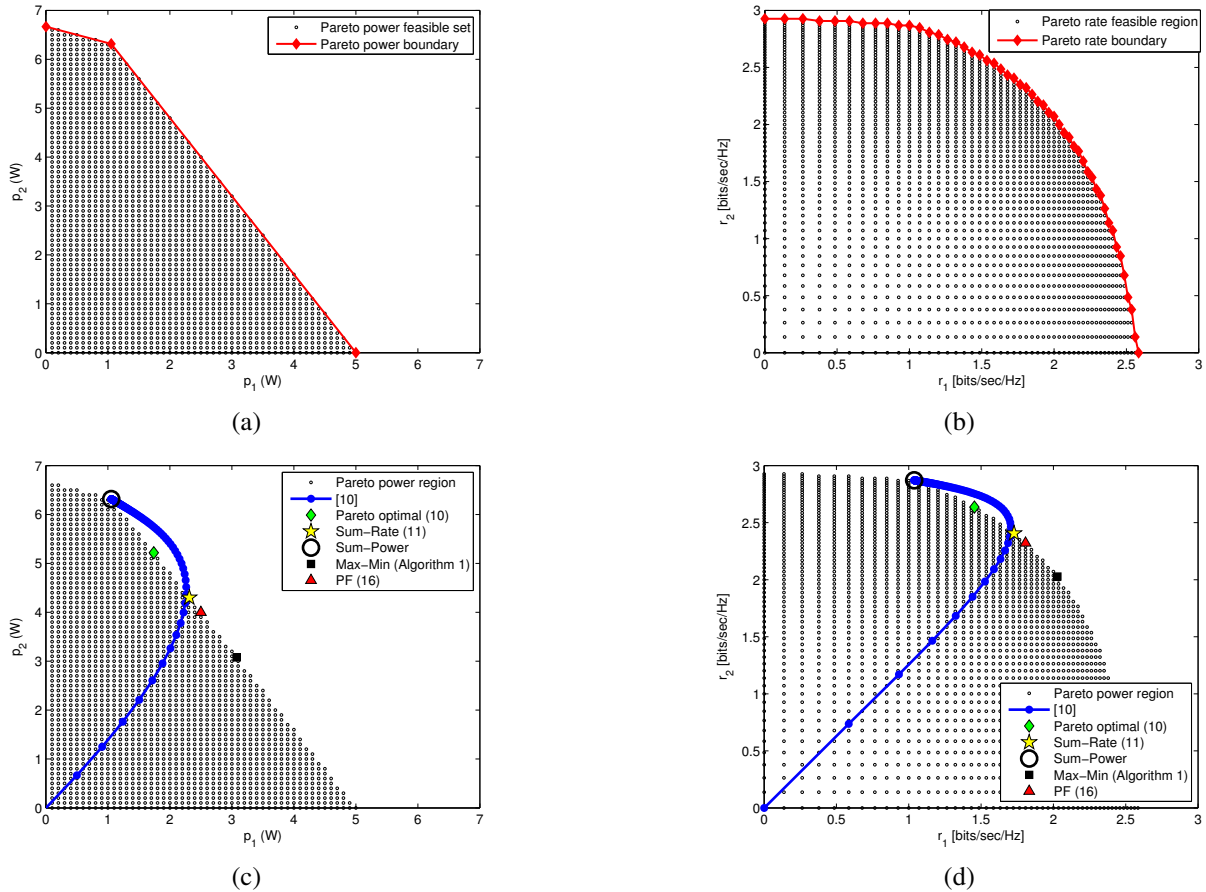 7
6
5
4
3
2
1
0
p2 (W)
0 1 2 3 4 5 6 7
p1 (W)
Pareto power feasible set
Pareto power boundary
(a)
3
2.5
2
1.5
1
0.5
0
r2 [bits/sec/Hz]
0 0.5 1 1.5 2 2.5 3
r1 [bits/sec/Hz]
Pareto rate feasible region
Pareto rate boundary
(b)
7
6
5
4
3
2
1
0
p2 (W)
0 1 2 3 4 5 6 7
p1 (W)
Pareto power region
[10]
Pareto optimal (10)
Sum−Rate (11)
Sum−Power
Max−Min (Algorithm 1)
PF (16)
(c)
3
2.5
2
1.5
1
0.5
0
r2 [bits/sec/Hz]
0 0.5 1 1.5 2 2.5 3
r1 [bits/sec/Hz]
Pareto power region
[10]
Pareto optimal (10)
Sum−Rate (11)
Sum−Power
Max−Min (Algorithm 1)
PF (16)
(d)